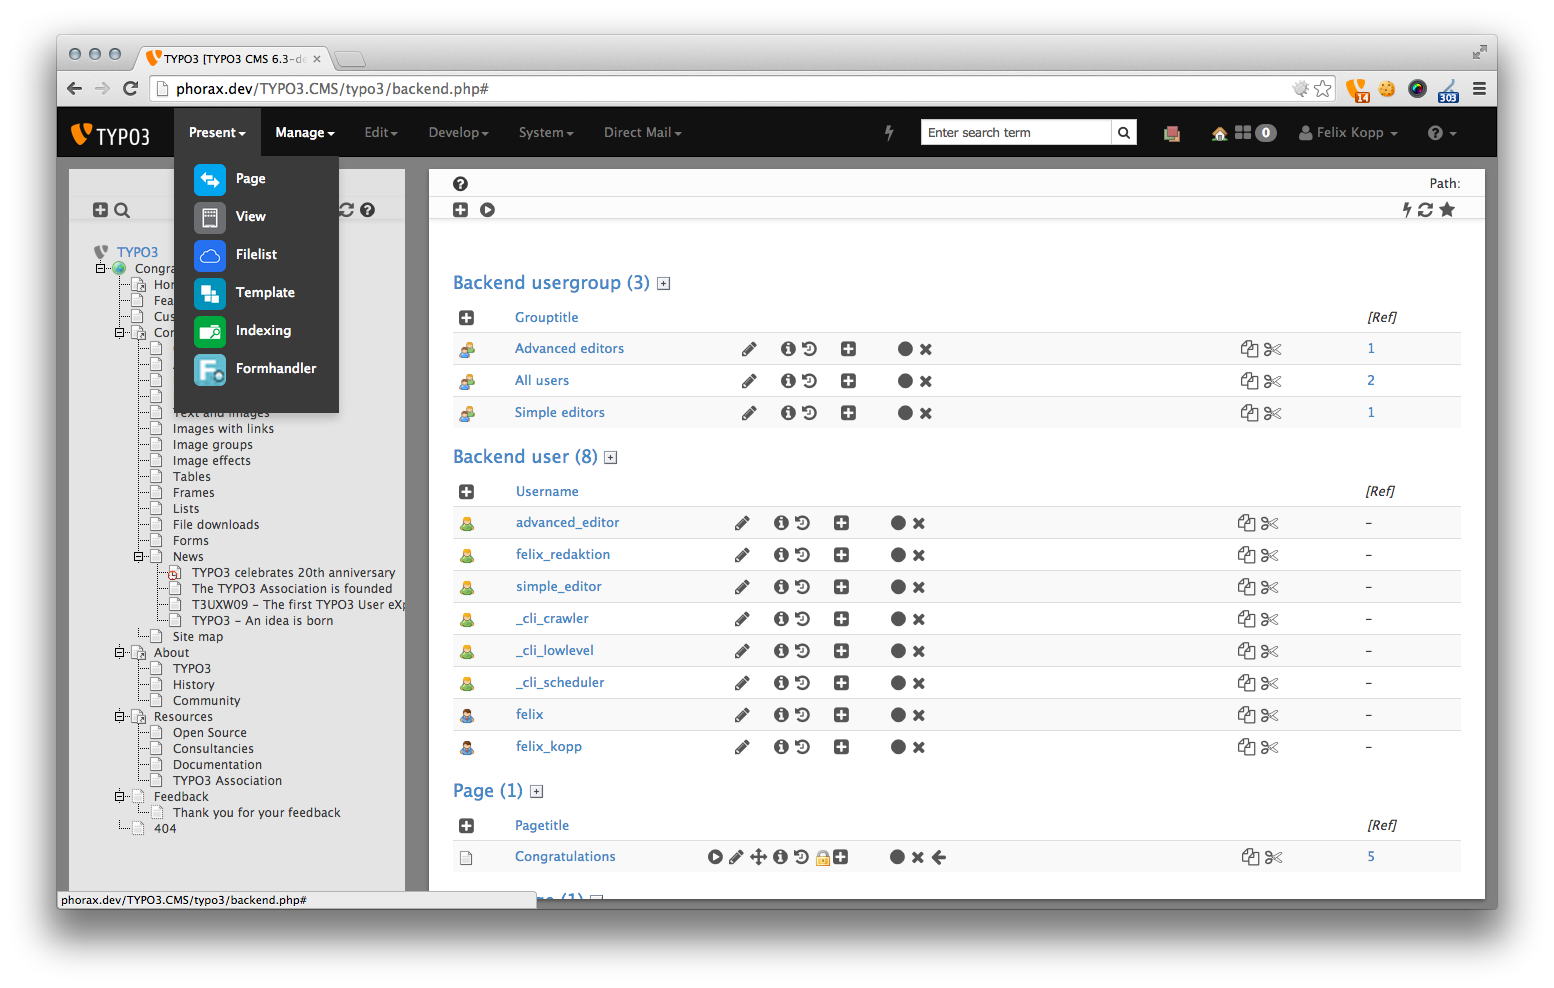 TYPO3 [TYPO3 CMS 6.3-de
phorax.dev/TYPO3.CMS/typo3/backend.php#
14
303
TYPO3
Present
Manage
Edit
Develop
System
Direct Mail
Enter search term
0
Felix Kopp
Page
View
Filelist
Template
Indexing
Formhandler
TYPO3
Congra
Hor
Fea
Cus
Cor
Text and images
Images with links
Image groups
Image effects
Tables
Frames
Lists
File downloads
Forms
News
TYPO3 celebrates 20th anniversary
The TYPO3 Association is founded
T3UXW09 – The first TYPO3 User eXp
TYPO3 – An idea is born
Site map
About
TYPO3
History
Community
Resources
Open Source
Consultancies
Documentation
TYPO3 Association
Feedback
Thank you for your feedback
404
phorax.dev/TYPO3.CMS/typo3/backend.php#
Path:
Backend usergroup (3)
Grouptitle [Ref]
Advanced editors 1
All users 2
Simple editors 1
Backend user (8)
Username [Ref]
advanced_editor –
felix_redaktion –
simple_editor –
_cli_crawler –
_cli_lowlevel –
_cli_scheduler –
felix –
felix_kopp –
Page (1)
Pagetitle [Ref]
Congratulations 5
(1)